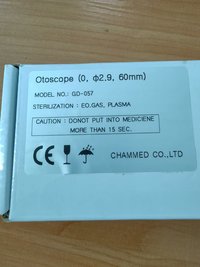 Otoscope (0, Φ2.9, 60mm)
MODEL NO.: GD-057
STERILIZATION : EO.GAS, PLASMA
CAUTION : DONOT PUT INTO MEDICIENE
MORE THAN 15 SEC.
CE
CHAMMED CO.,LTD